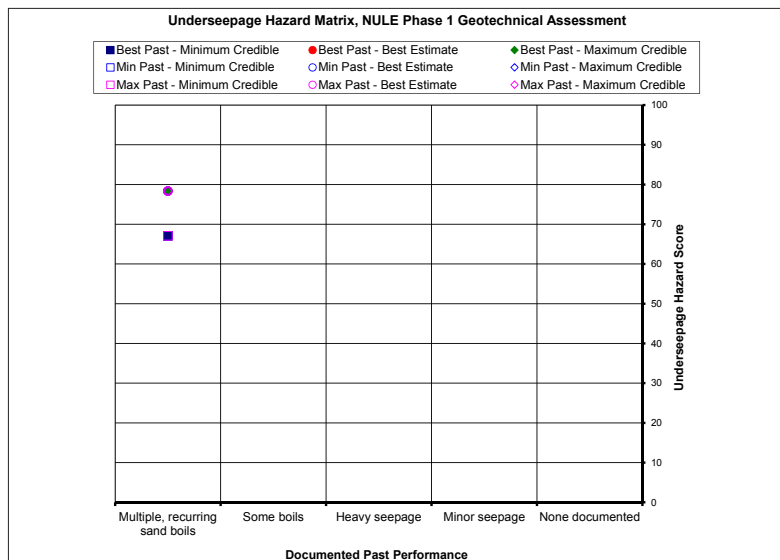 Underseepage Hazard Matrix, NULE Phase 1 Geotechnical Assessment
Best Past - Minimum Credible
Best Past - Best Estimate
Best Past - Maximum Credible
Min Past - Minimum Credible
Min Past - Best Estimate
Min Past - Maximum Credible
Max Past - Minimum Credible
Max Past - Best Estimate
Max Past - Maximum Credible
100
90
80
70
60
50
40
30
20
10
0
Underseepage Hazard Score
Multiple, recurring
sand boils
Some boils
Heavy seepage
Minor seepage
None documented
Documented Past Performance